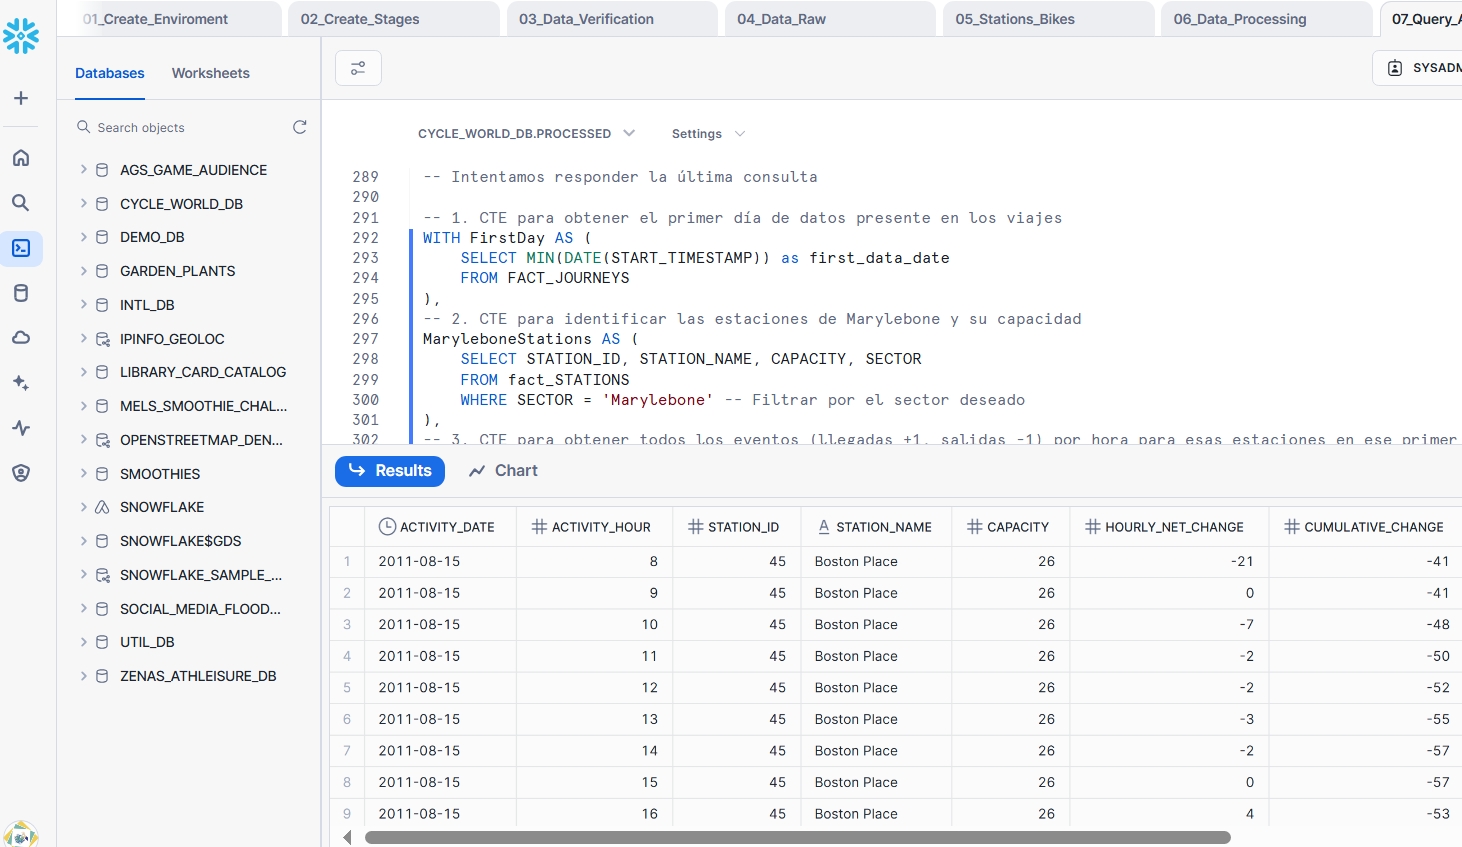 01_Create_Enviroment
02_Create_Stages
03_Data_Verification
04_Data_Raw
05_Stations_Bikes
06_Data_Processing
07_Query_A
Databases
Worksheets
SYSADM
Search objects
AGS_GAME_AUDIENCE
CYCLE_WORLD_DB
DEMO_DB
GARDEN_PLANTS
INTL_DB
IPINFO_GEOLOC
LIBRARY_CARD_CATALOG
MELS_SMOOTHIE_CHAL...
OPENSTREETMAP_DEN...
SMOOTHIES
SNOWFLAKE
SNOWFLAKE$GDS
SNOWFLAKE_SAMPLE_...
SOCIAL_MEDIA_FLOOD...
UTIL_DB
ZENAS_ATHLEISURE_DB
CYCLE_WORLD_DB.PROCESSED
Settings
289 -- Intentamos responder la última consulta
290
291 -- 1. CTE para obtener el primer día de datos presente en los viajes
292 WITH FirstDay AS (
293 SELECT MIN(DATE(START_TIMESTAMP)) as first_data_date
294 FROM FACT_JOURNEYS
295 ),
296 -- 2. CTE para identificar las estaciones de Marylebone y su capacidad
297 MaryleboneStations AS (
298 SELECT STATION_ID, STATION_NAME, CAPACITY, SECTOR
299 FROM fact_STATIONS
300 WHERE SECTOR = 'Marylebone' -- Filtrar por el sector deseado
301 ),
302 -- 3. CTE para obtener todos los eventos (llegadas +1, salidas -1) por hora para esas estaciones en ese primer
Results
Chart
ACTIVITY_DATE ACTIVITY_HOUR STATION_ID STATION_NAME CAPACITY HOURLY_NET_CHANGE CUMULATIVE_CHANGE
1 2011-08-15 8 45 Boston Place 26 -21 -41
2 2011-08-15 9 45 Boston Place 26 0 -41
3 2011-08-15 10 45 Boston Place 26 -7 -48
4 2011-08-15 11 45 Boston Place 26 -2 -50
5 2011-08-15 12 45 Boston Place 26 -2 -52
6 2011-08-15 13 45 Boston Place 26 -3 -55
7 2011-08-15 14 45 Boston Place 26 -2 -57
8 2011-08-15 15 45 Boston Place 26 0 -57
9 2011-08-15 16 45 Boston Place 26 4 -53